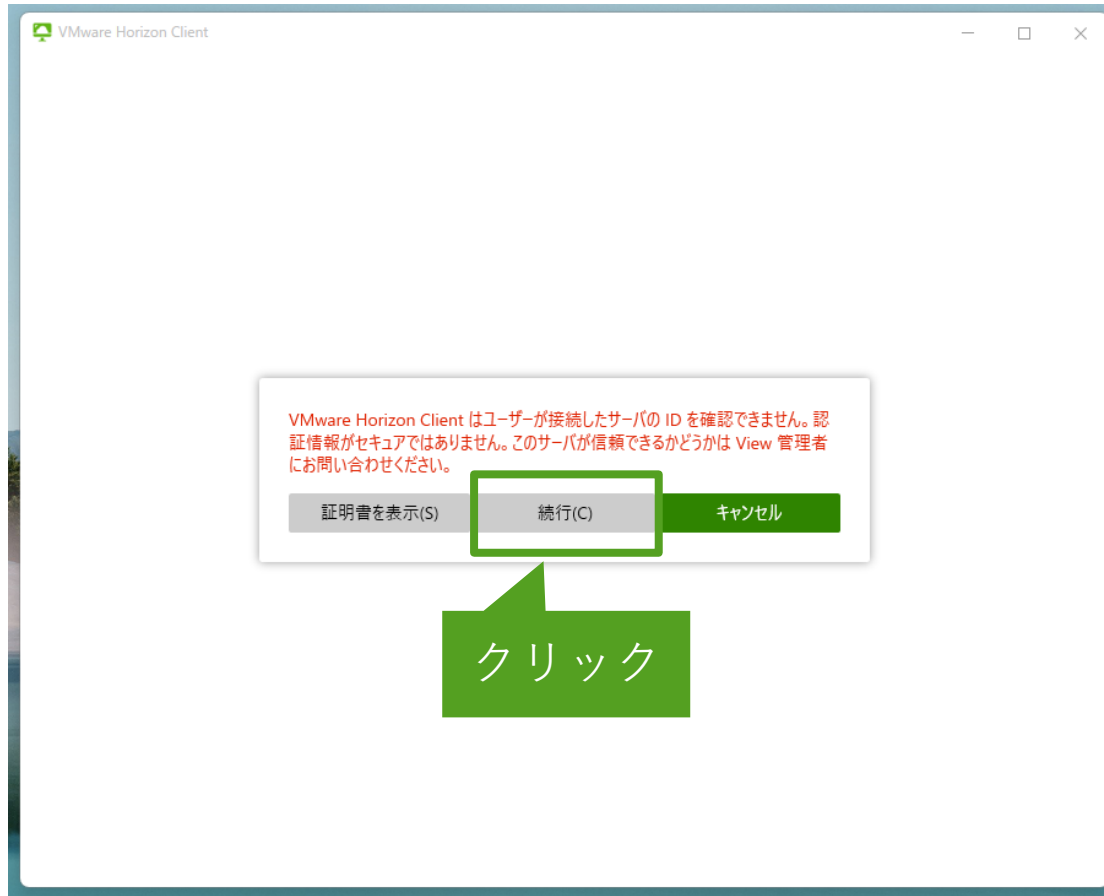 VMware Horizon Client
VMware Horizon Client はユーザーが接続したサーバの ID を確認できません。認
証情報がセキュアではありません。このサーバが信頼できるかどうかは View 管理者
にお問い合わせください。
証明書を表示(S)
続行(C)
キャンセル
クリック